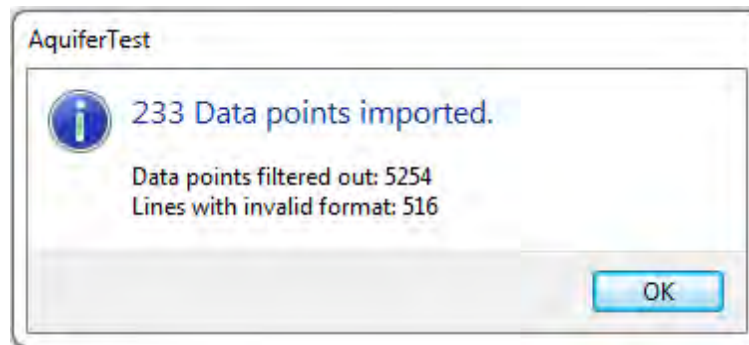 AquiferTest
233 Data points imported.
Data points filtered out: 5254
Lines with invalid format: 516
OK